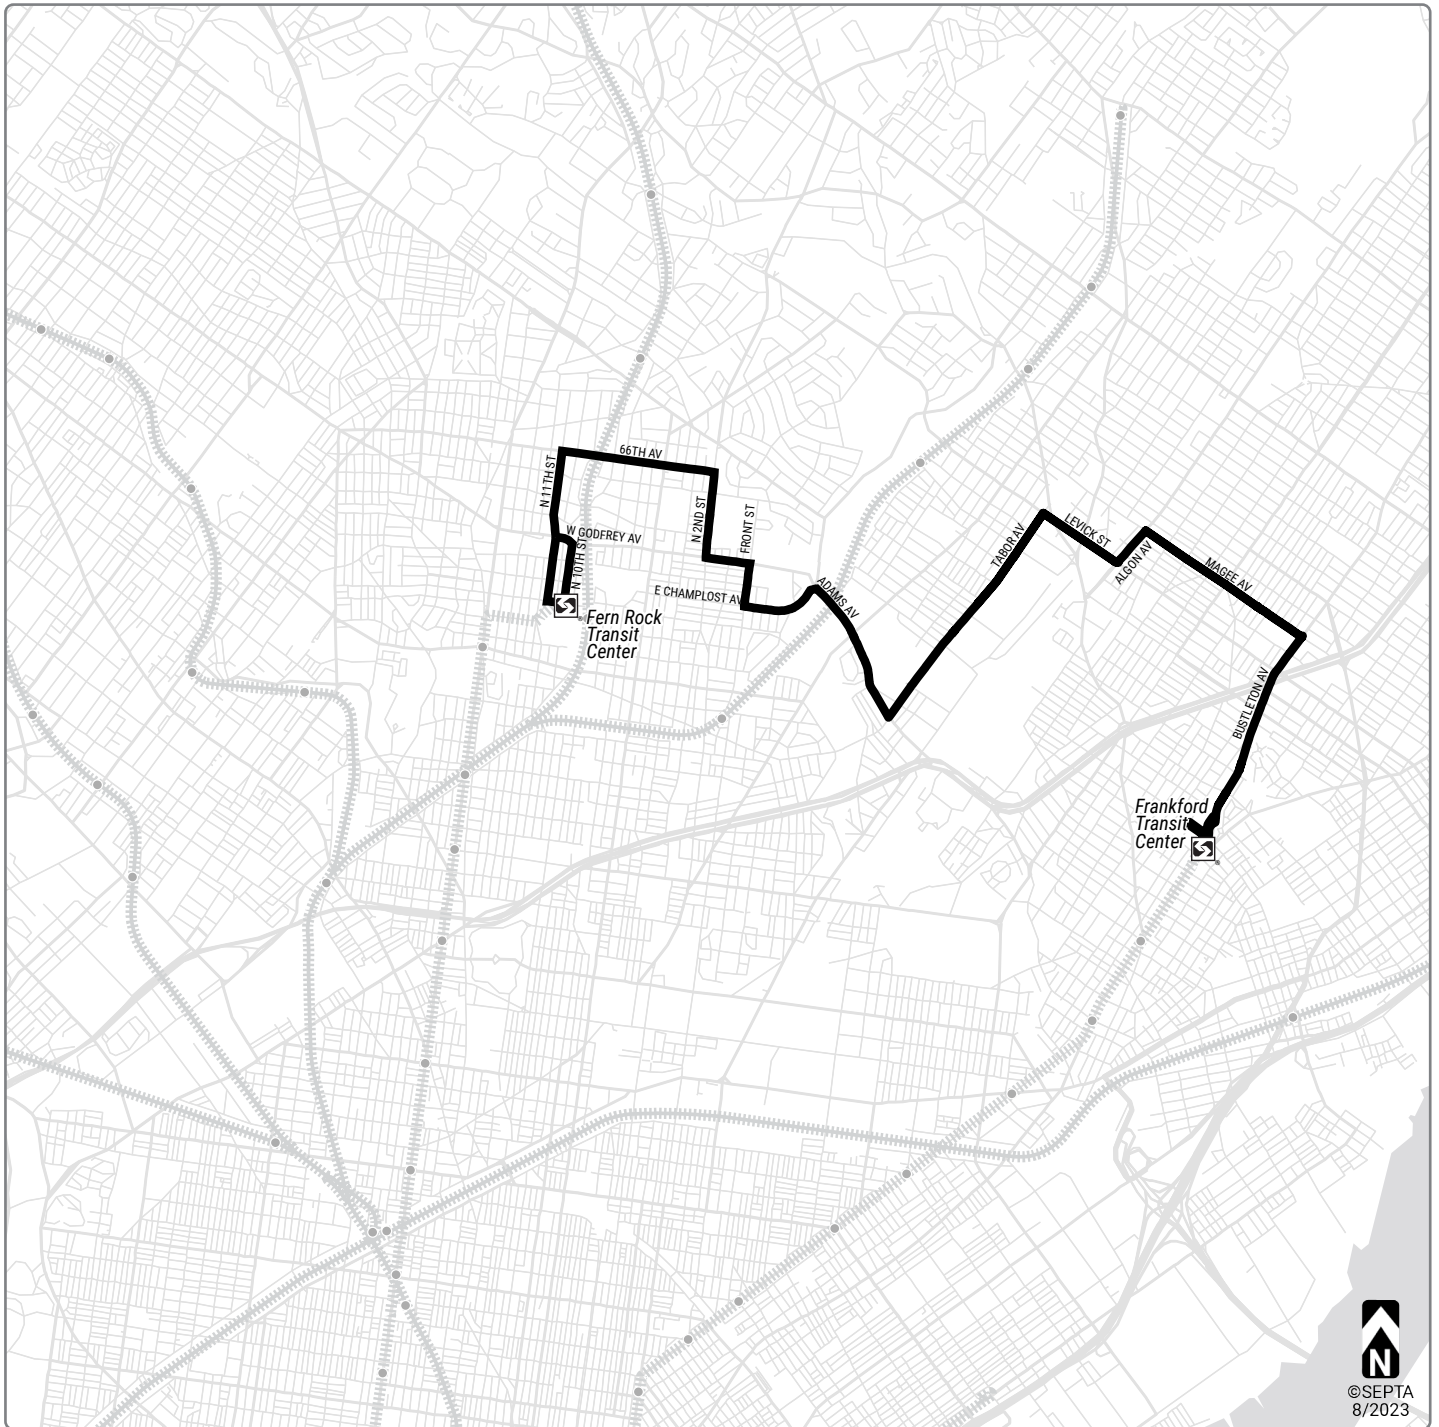 66TH AV
N 11TH ST
W GODFREY AV
N 10TH ST
N 2ND ST
FRONT ST
E CHAMPLOST AV
ADAMS AV
TABOR AV
LEVICK ST
ALGON AV
MAGEE AV
BUSTLETON AV
Fern Rock
Transit
Center
Frankford
Transit
Center
N
©SEPTA
8/2023